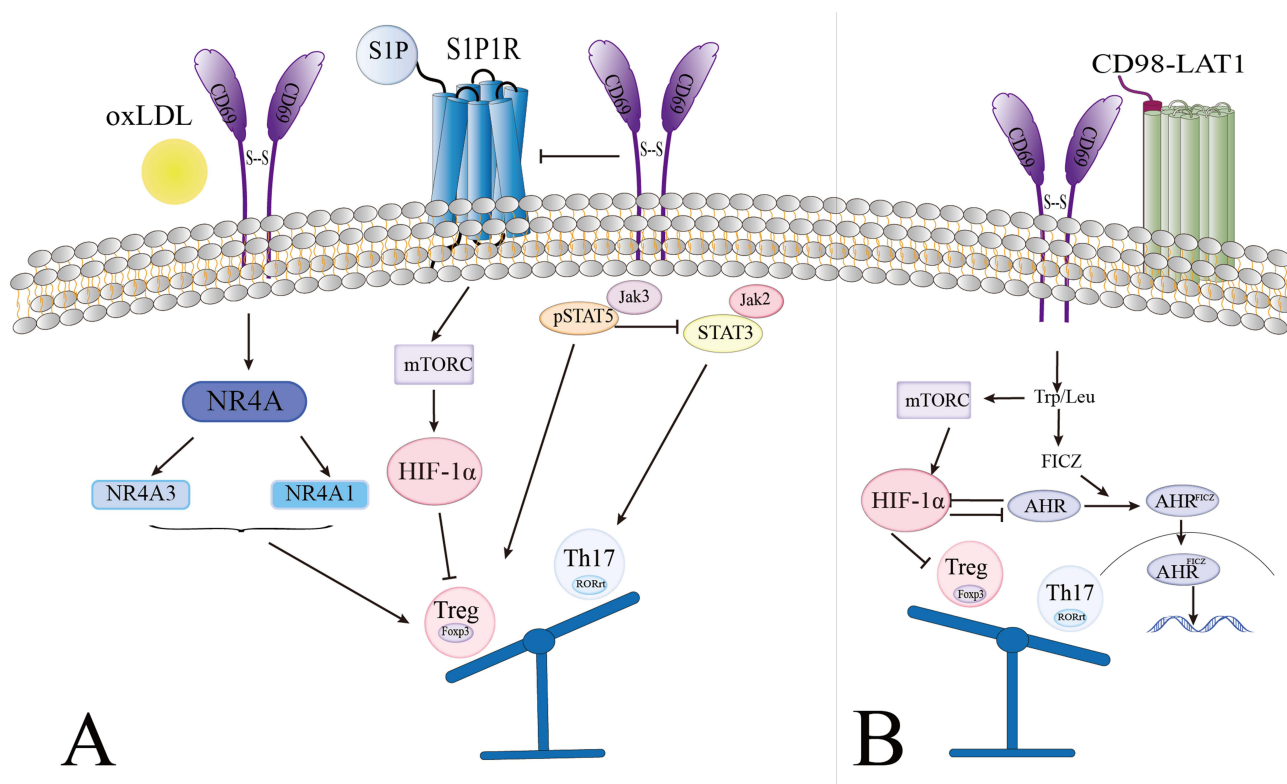 S1P
S1P1R
oxLDL
CD69
CD69
S--S
CD69
CD69
S--S
Jak3
pSTAT5
Jak2
STAT3
mTORC
NR4A
HIF-1α
NR4A3
NR4A1
Th17
RORrt
Treg
Foxp3
A
CD98-LAT1
CD69
CD69
S--S
mTORC
Trp/Leu
FICZ
HIF-1α
AHR
AHRFICZ
Treg
Foxp3
Th17
RORrt
AHRFICZ
B